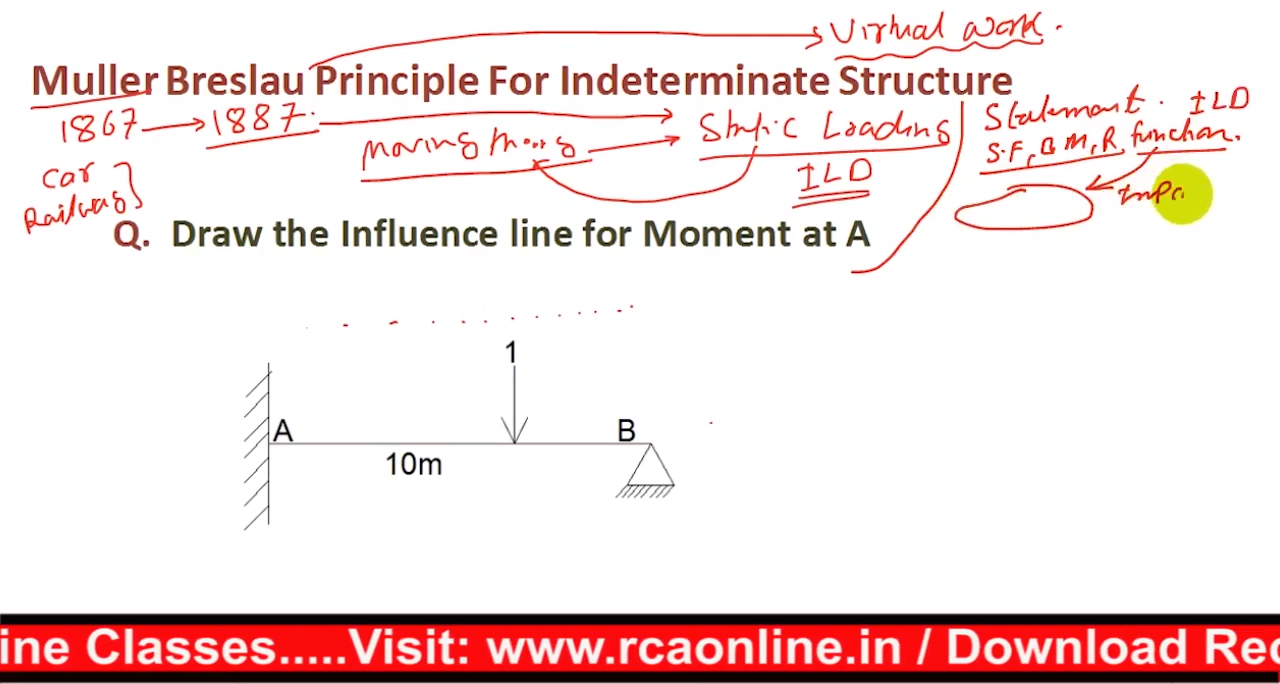 Virtual work.
Muller Breslau Principle For Indeterminate Structure
1867 → 1887.
Static Loading
Statement. ILD
S.F, B M, R function.
Moving
ILD
Car
Railways
Q. Draw the Influence line for Moment at A
1
A
B
10m
ine Classes.....Visit: www.rcaonline.in / Download Rec